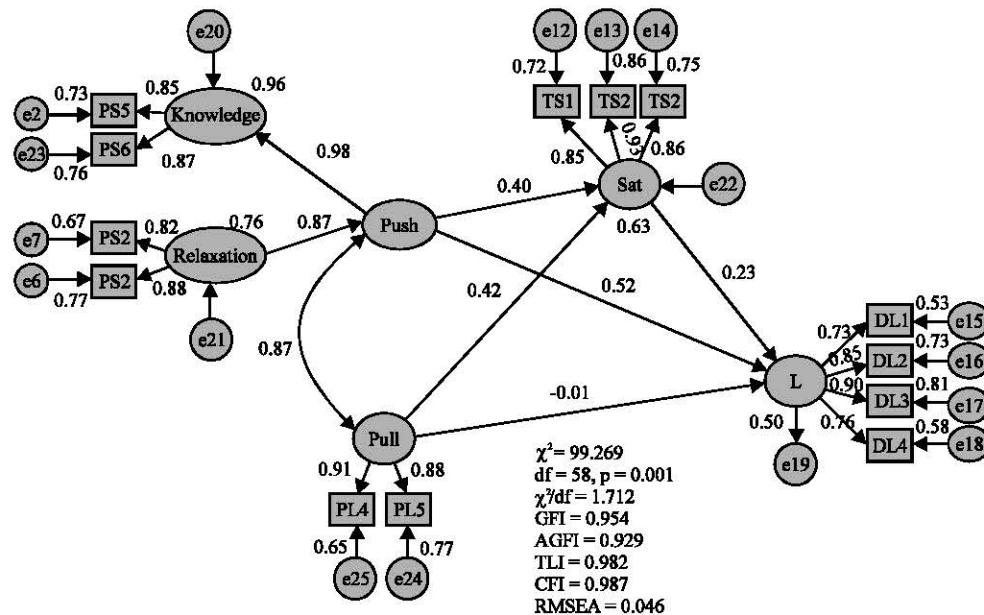 e20
e12
e13
e14
0.96
0.72
0.86
0.75
0.73
0.85
e2
PS5
Knowledge
TS1
TS2
TS2
e23
PS6
0.76
0.87
0.98
0.85
0.93
0.86
0.40
Sat
e22
0.67
0.82
0.76
0.87
Push
0.63
e7
PS2
Relaxation
e6
PS2
0.77
0.88
0.42
0.52
0.23
e21
0.87
0.73
DL1
0.53
e15
0.85
DL2
0.73
e16
L
0.90
DL3
0.81
e17
-0.01
0.50
0.76
DL4
0.58
e18
Pull
e19
0.91
0.88
PL4
PL5
0.65
0.77
e25
e24
χ² = 99.269
df = 58, p = 0.001
χ²/df = 1.712
GFI = 0.954
AGFI = 0.929
TLI = 0.982
CFI = 0.987
RMSEA = 0.046